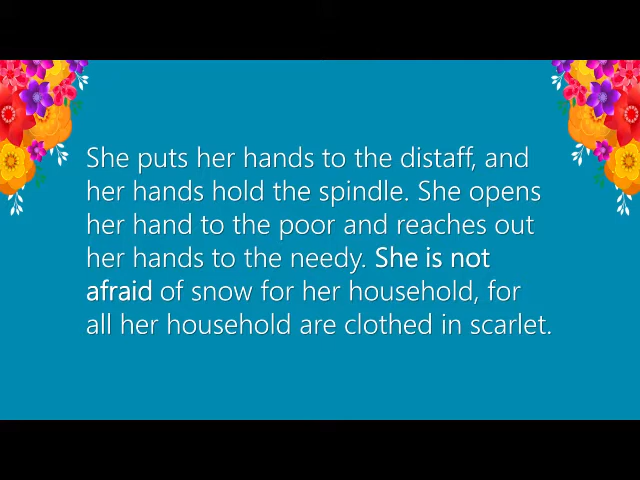 She puts her hands to the distaff, and
her hands hold the spindle. She opens
her hand to the poor and reaches out
her hands to the needy. She is not
afraid of snow for her household, for
all her household are clothed in scarlet.